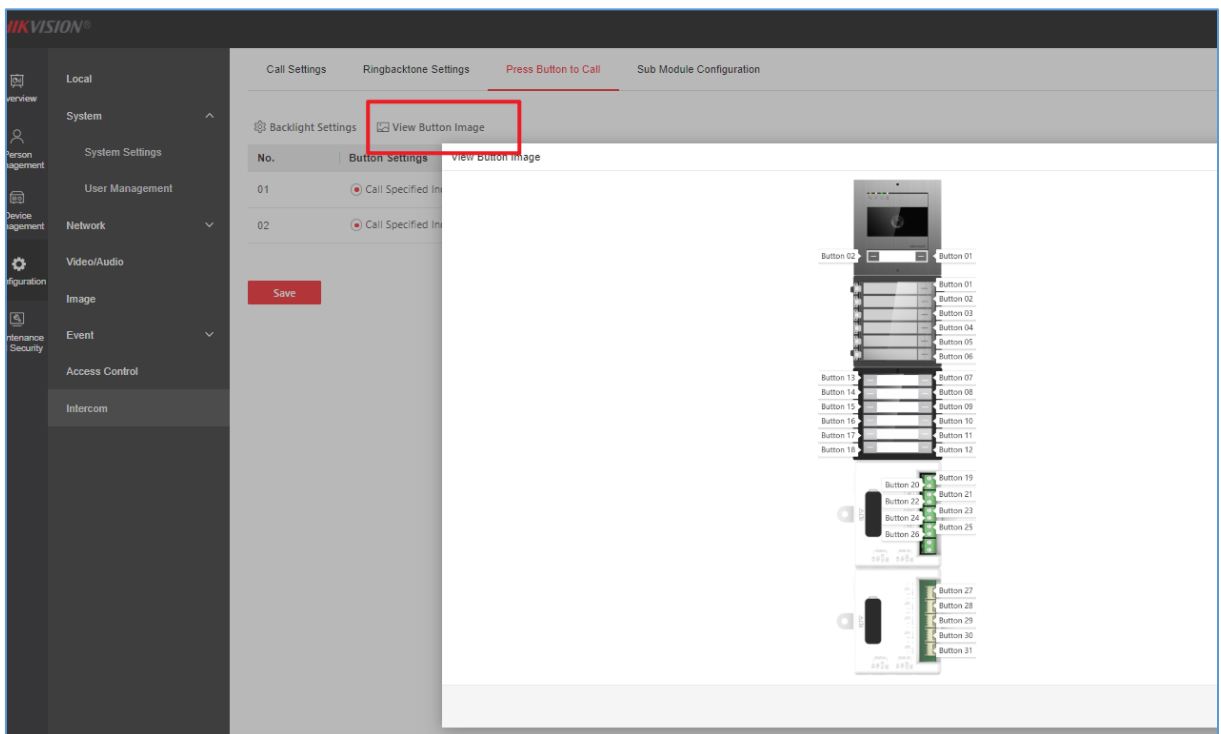 HIKVISION®
Call Settings Ringbacktone Settings Press Button to Call Sub Module Configuration
Local
System
System Settings
User Management
Network
Video/Audio
Image
Event
Access Control
Intercom
erview
Person
agement
Device
agement
figuration
ntenance
Security
Backlight Settings View Button Image
No. Button Settings View Button Image
01 Call Specified In
02 Call Specified In
Save
Button 02 Button 01
Button 01
Button 02
Button 03
Button 04
Button 05
Button 06
Button 13 Button 07
Button 14 Button 08
Button 15 Button 09
Button 16 Button 10
Button 17 Button 11
Button 18 Button 12
Button 19
Button 20
Button 21
Button 22
Button 23
Button 24
Button 25
Button 26
Button 27
Button 28
Button 29
Button 30
Button 31